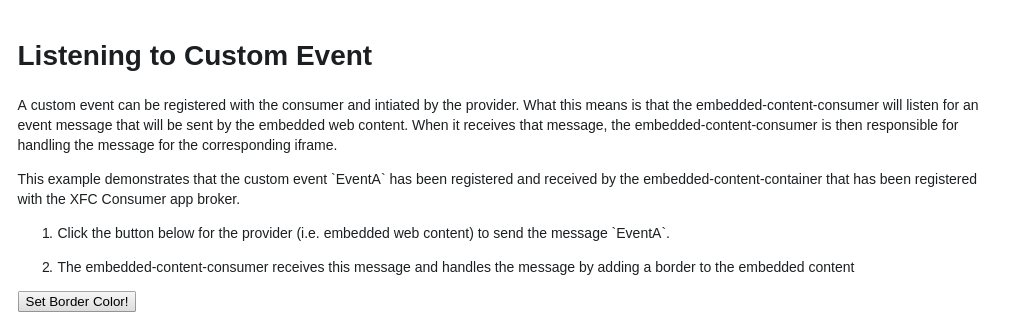 Listening to Custom Event
A custom event can be registered with the consumer and intiated by the provider. What this means is that the embedded-content-consumer will listen for an
event message that will be sent by the embedded web content. When it receives that message, the embedded-content-consumer is then responsible for
handling the message for the corresponding iframe.
This example demonstrates that the custom event `EventA` has been registered and received by the embedded-content-container that has been registered
with the XFC Consumer app broker.
1. Click the button below for the provider (i.e. embedded web content) to send the message `EventA`.
2. The embedded-content-consumer receives this message and handles the message by adding a border to the embedded content
Set Border Color!